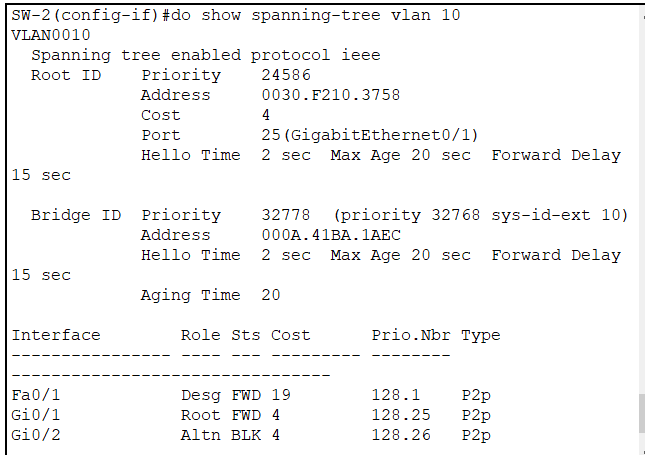 SW-2(config-if)#do show spanning-tree vlan 10
VLAN0010
  Spanning tree enabled protocol ieee
  Root ID    Priority    24586
             Address     0030.F210.3758
             Cost        4
             Port        25(GigabitEthernet0/1)
             Hello Time  2 sec  Max Age 20 sec  Forward Delay
15 sec

  Bridge ID  Priority    32778  (priority 32768 sys-id-ext 10)
             Address     000A.41BA.1AEC
             Hello Time  2 sec  Max Age 20 sec  Forward Delay
15 sec
             Aging Time  20

Interface        Role Sts Cost      Prio.Nbr Type
---------------- ---- --- --------- --------
--------------------------------
Fa0/1            Desg FWD 19        128.1    P2p
Gi0/1            Root FWD 4         128.25   P2p
Gi0/2            Altn BLK 4         128.26   P2p